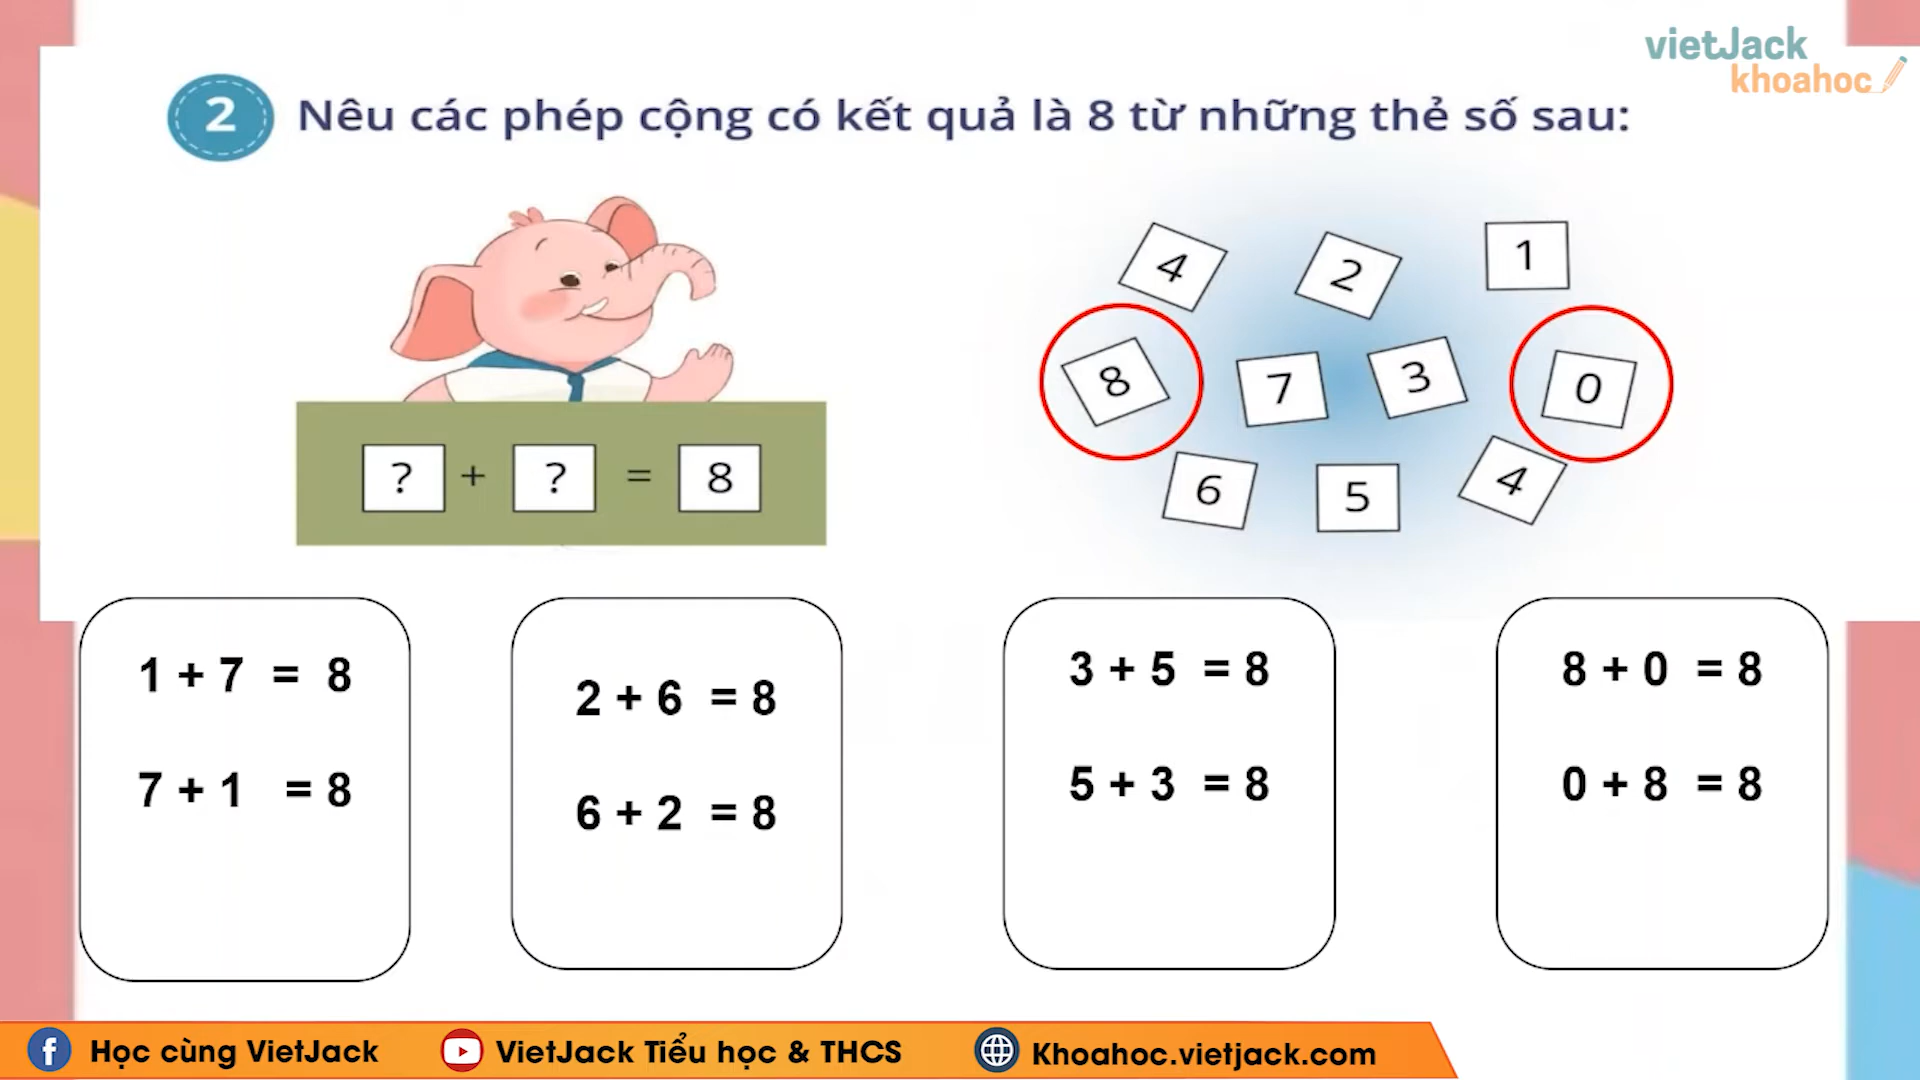 vietJack
khoahoc
2 Nêu các phép cộng có kết quả là 8 từ những thẻ số sau:
4 2 1
8 7 3 0
6 5 4
? + ? = 8
1 + 7 = 8
7 + 1 = 8
2 + 6 = 8
6 + 2 = 8
3 + 5 = 8
5 + 3 = 8
8 + 0 = 8
0 + 8 = 8
Học cùng VietJack
VietJack Tiểu học & THCS
Khoahoc.vietjack.com